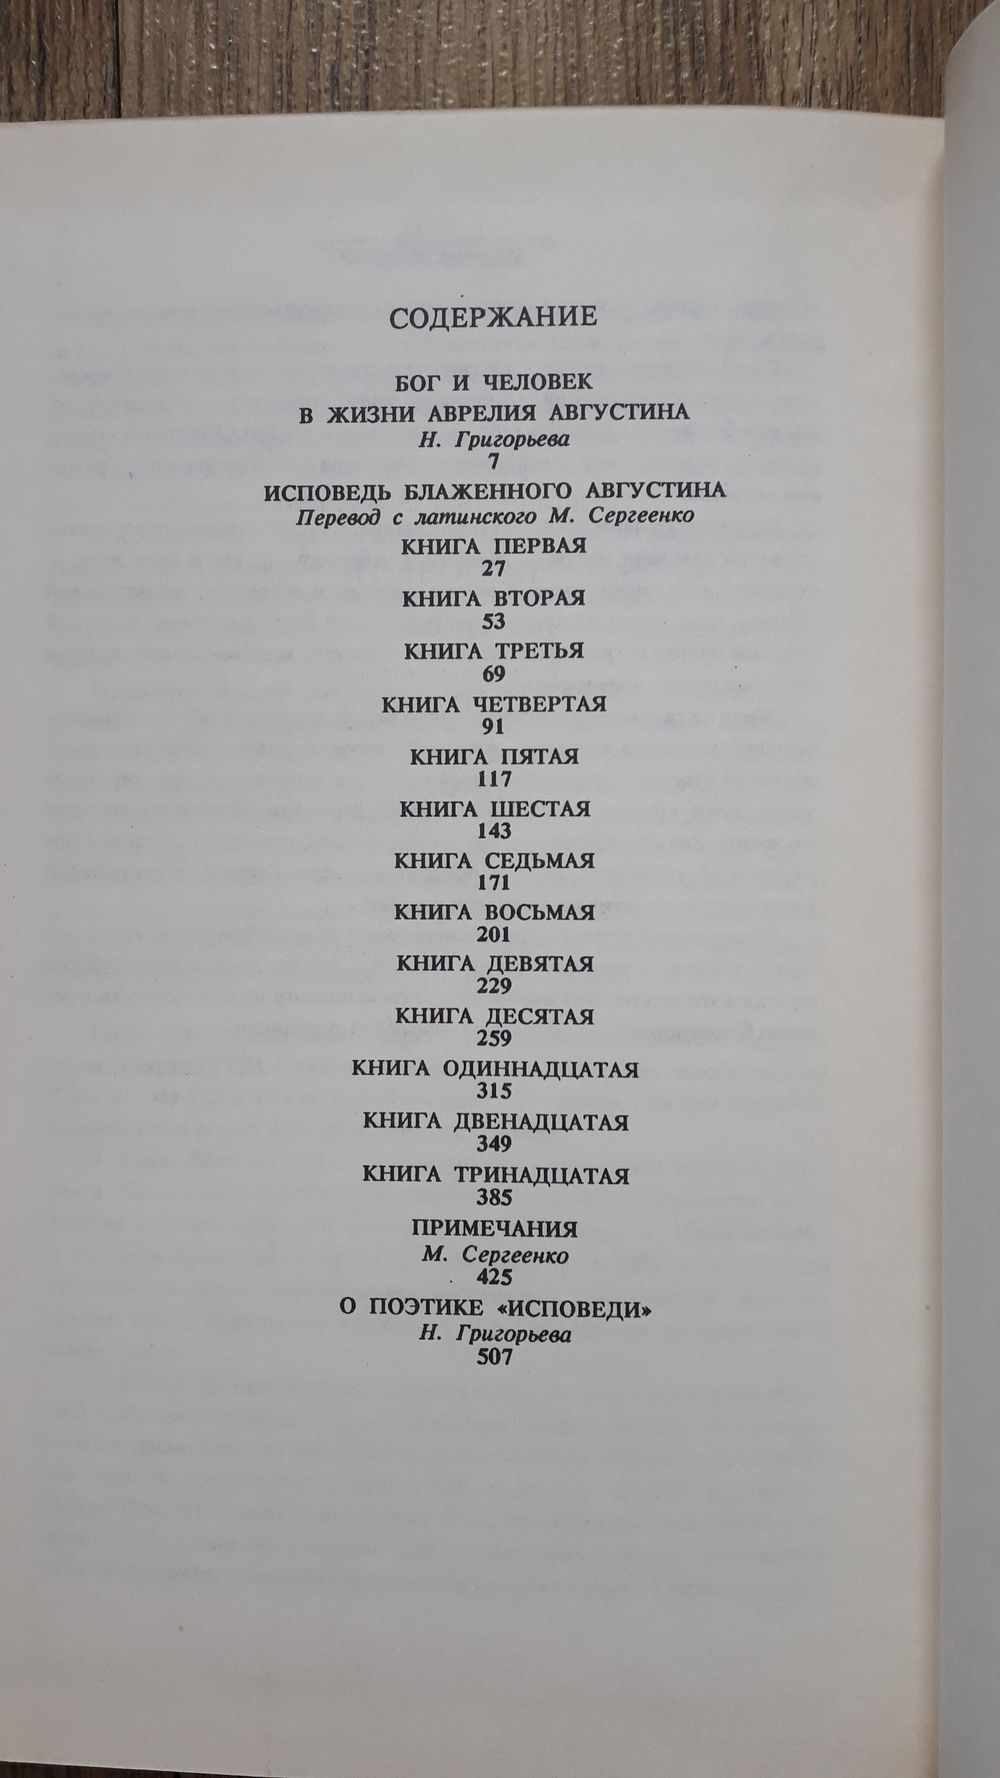 СОДЕРЖАНИЕ
БОГ И ЧЕЛОВЕК
В ЖИЗНИ АВРЕЛИЯ АВГУСТИНА
Н. Григорьева
7
ИСПОВЕДЬ БЛАЖЕННОГО АВГУСТИНА
Перевод с латинского М. Сергеенко
КНИГА ПЕРВАЯ
27
КНИГА ВТОРАЯ
53
КНИГА ТРЕТЬЯ
69
КНИГА ЧЕТВЕРТАЯ
91
КНИГА ПЯТАЯ
117
КНИГА ШЕСТАЯ
143
КНИГА СЕДЬМАЯ
171
КНИГА ВОСЬМАЯ
201
КНИГА ДЕВЯТАЯ
229
КНИГА ДЕСЯТАЯ
259
КНИГА ОДИННАДЦАТАЯ
315
КНИГА ДВЕНАДЦАТАЯ
349
КНИГА ТРИНАДЦАТАЯ
385
ПРИМЕЧАНИЯ
М. Сергеенко
425
О ПОЭТИКЕ «ИСПОВЕДИ»
Н. Григорьева
507